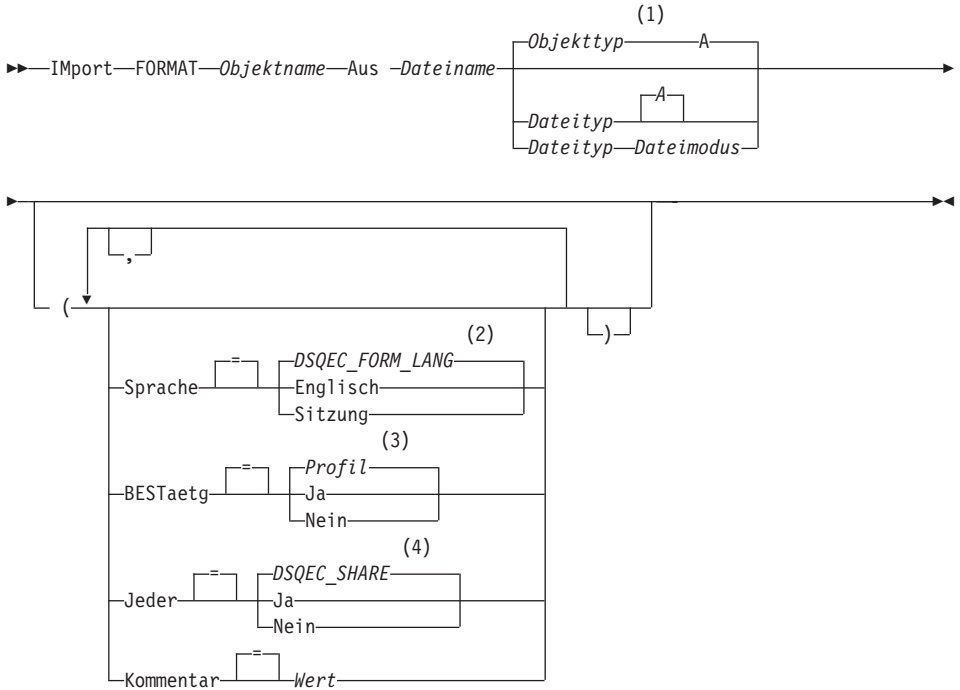 (1)
Objekttyp A
IMport FORMAT Objektname Aus Dateiname
A
Dateityp
Dateityp Dateimodus
,
(
)
(2)
= DSQEC_FORM_LANG
Sprache Englisch
Sitzung
(3)
= Profil
BESTaetg Ja
Nein
(4)
= DSQEC_SHARE
Jeder Ja
Nein
=
Kommentar Wert